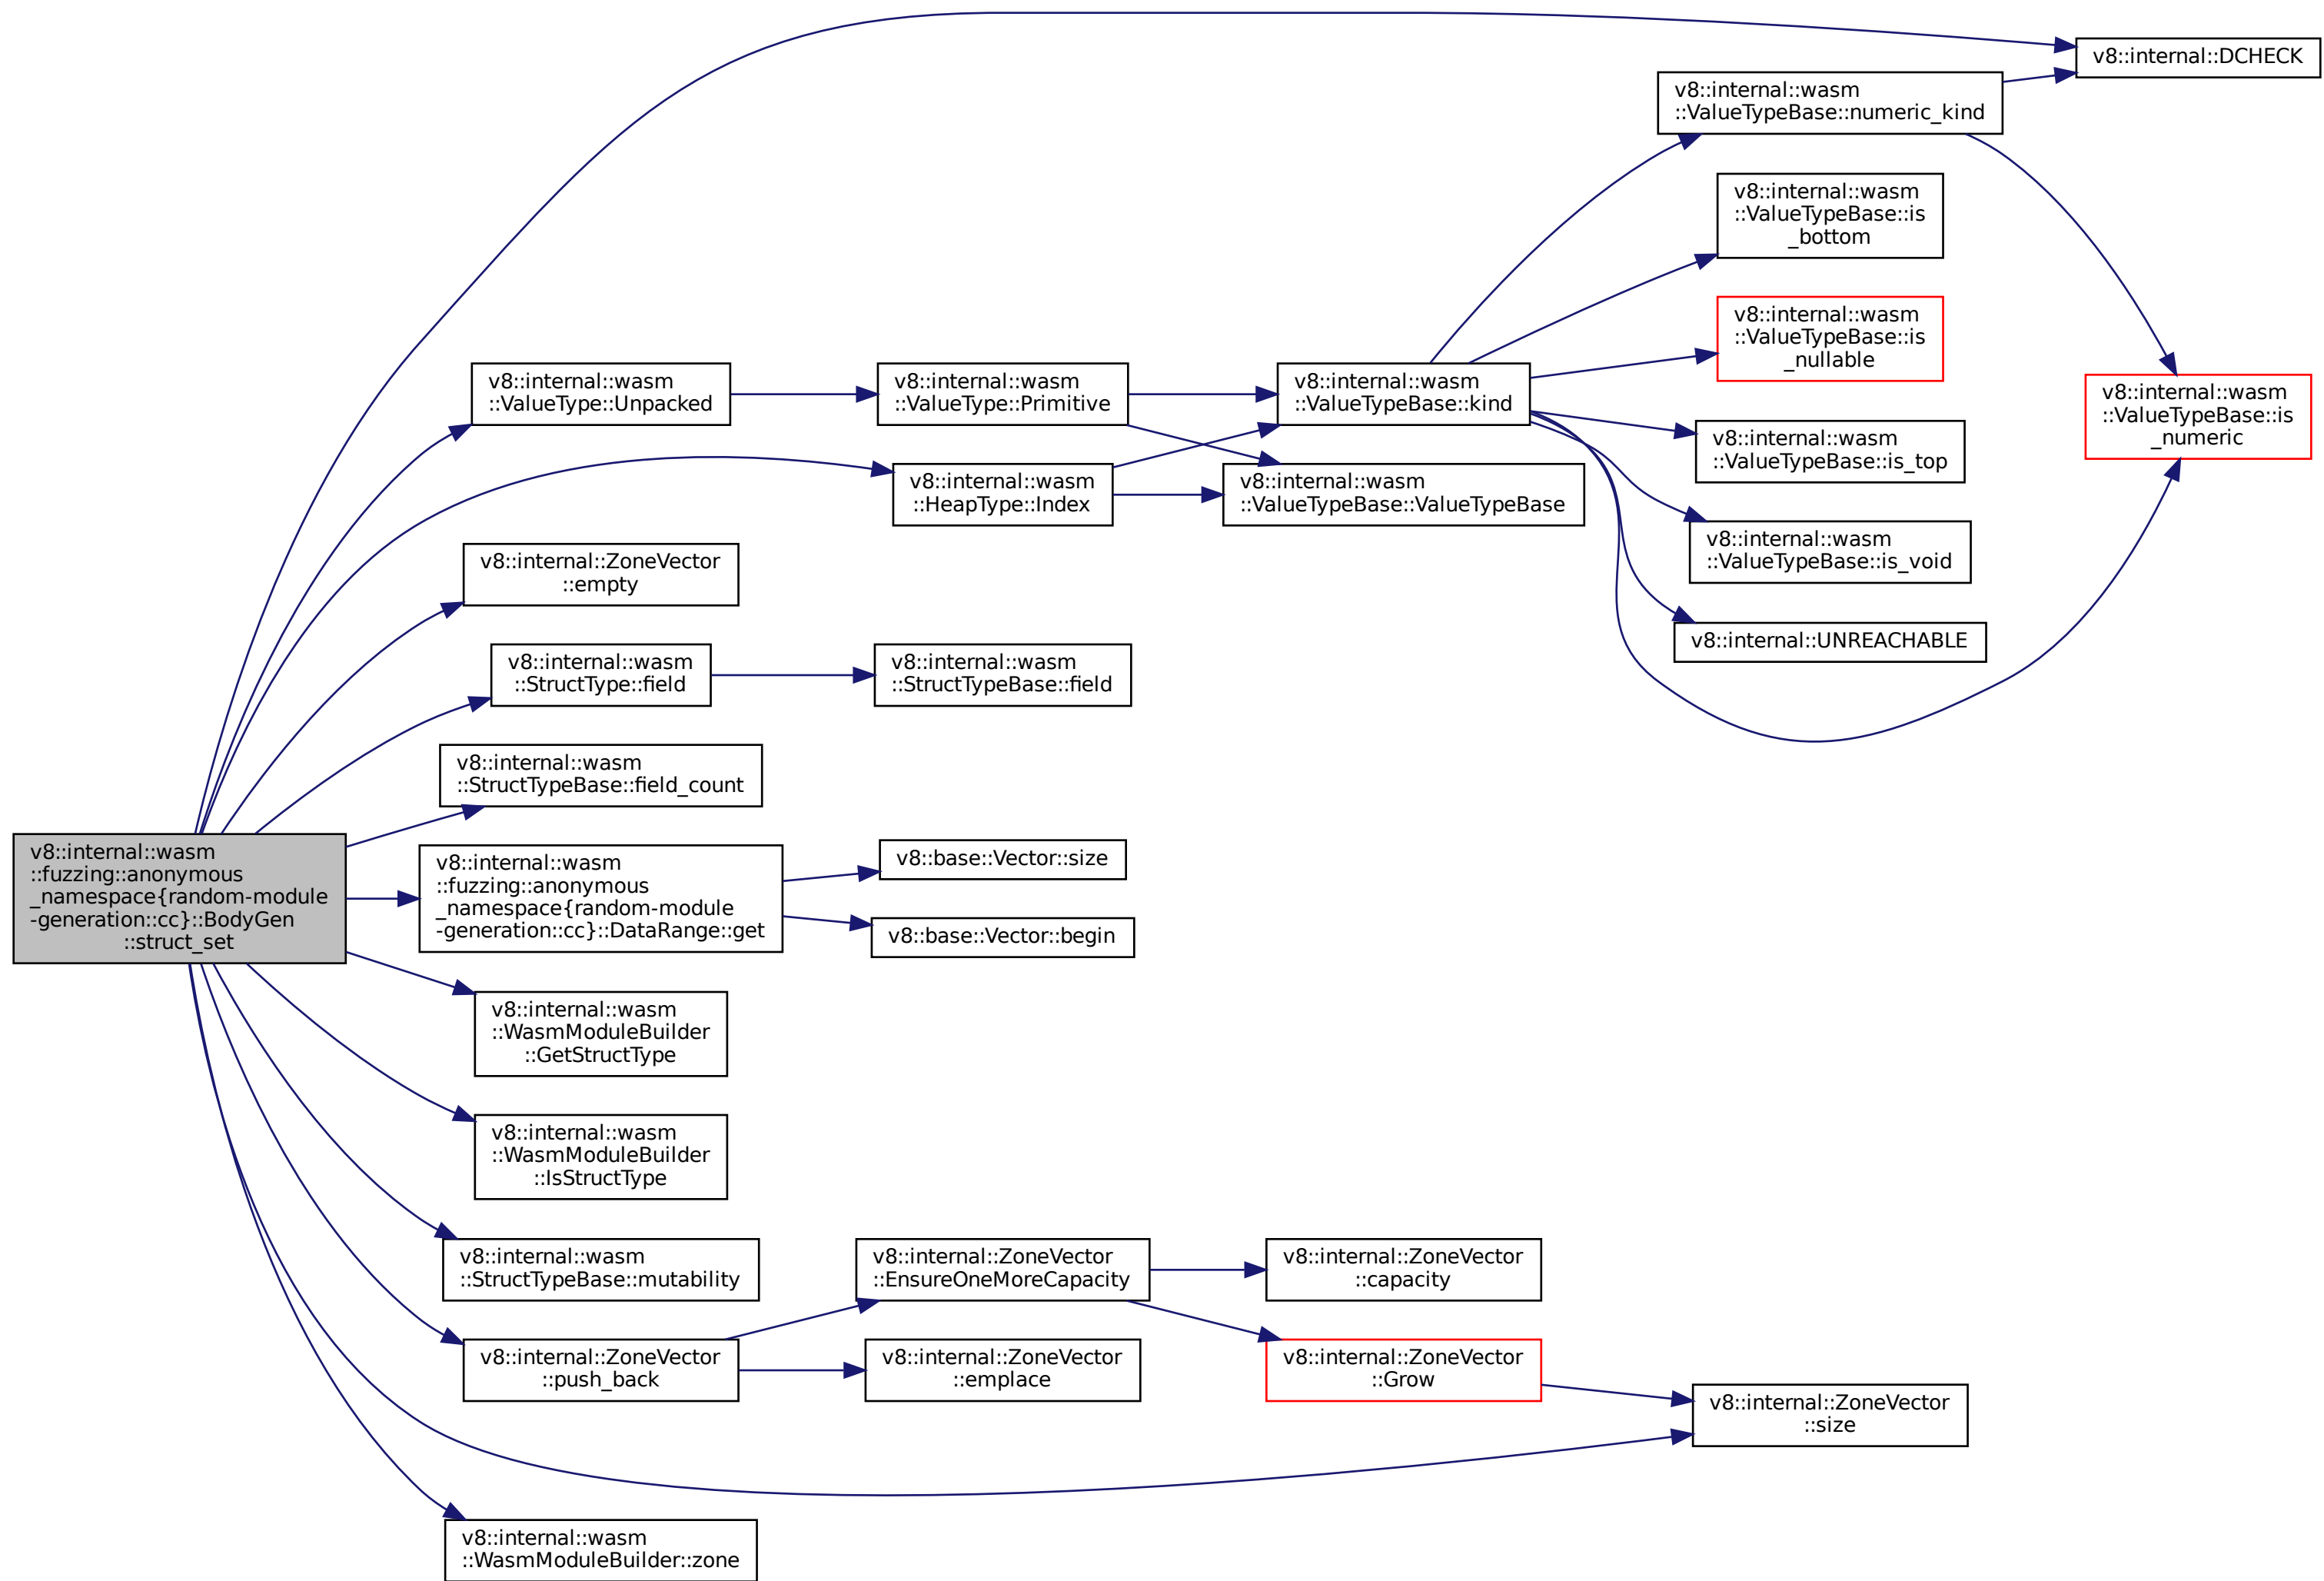 v8::internal::wasm
::fuzzing::anonymous
_namespace{random-module
-generation::cc}::BodyGen
::struct_set
v8::internal::DCHECK
v8::internal::wasm
::ValueType::Unpacked
v8::internal::wasm
::ValueType::Primitive
v8::internal::wasm
::ValueTypeBase::kind
v8::internal::wasm
::ValueTypeBase::numeric_kind
v8::internal::wasm
::ValueTypeBase::is
_bottom
v8::internal::wasm
::ValueTypeBase::is
_nullable
v8::internal::wasm
::ValueTypeBase::is_top
v8::internal::wasm
::ValueTypeBase::is_void
v8::internal::UNREACHABLE
v8::internal::wasm
::ValueTypeBase::is
_numeric
v8::internal::wasm
::HeapType::Index
v8::internal::wasm
::ValueTypeBase::ValueTypeBase
v8::internal::ZoneVector
::empty
v8::internal::wasm
::StructType::field
v8::internal::wasm
::StructTypeBase::field
v8::internal::wasm
::StructTypeBase::field_count
v8::internal::wasm
::fuzzing::anonymous
_namespace{random-module
-generation::cc}::DataRange::get
v8::base::Vector::size
v8::base::Vector::begin
v8::internal::wasm
::WasmModuleBuilder
::GetStructType
v8::internal::wasm
::WasmModuleBuilder
::IsStructType
v8::internal::wasm
::StructTypeBase::mutability
v8::internal::ZoneVector
::push_back
v8::internal::ZoneVector
::EnsureOneMoreCapacity
v8::internal::ZoneVector
::capacity
v8::internal::ZoneVector
::emplace
v8::internal::ZoneVector
::Grow
v8::internal::ZoneVector
::size
v8::internal::wasm
::WasmModuleBuilder::zone